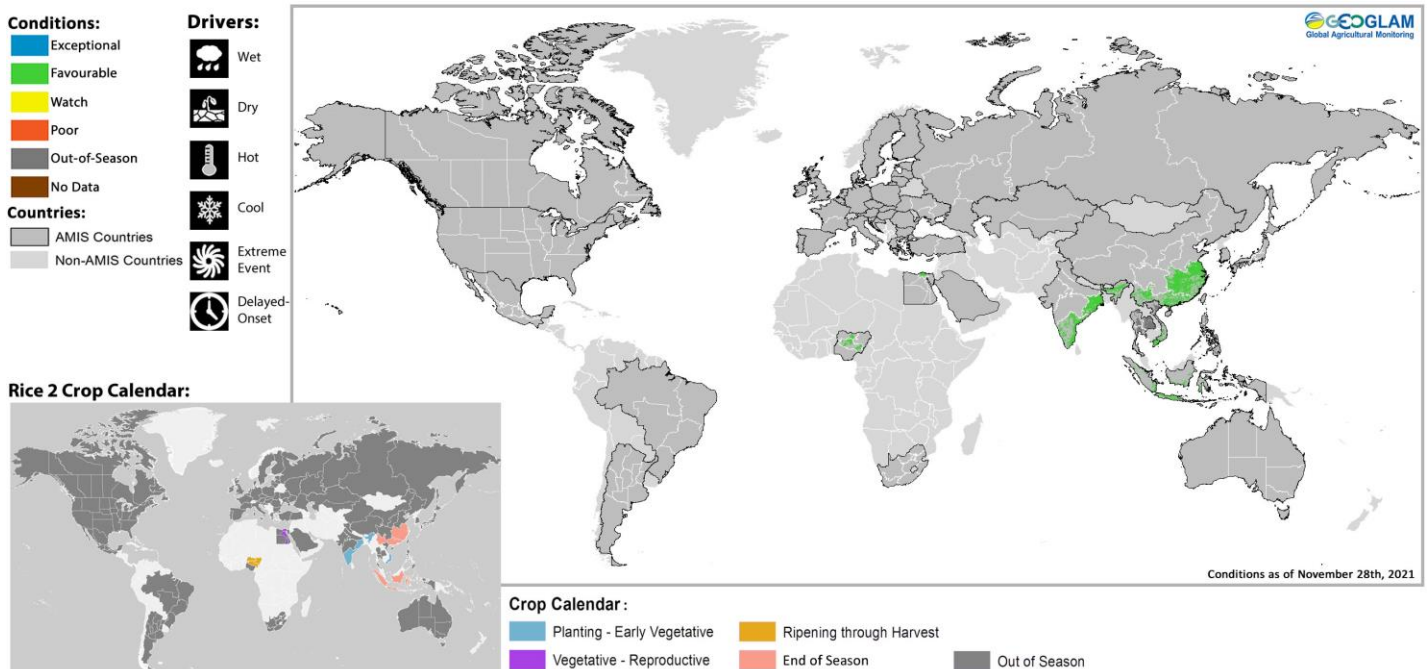 Conditions:
Exceptional
Favourable
Watch
Poor
Out-of-Season
No Data
Countries:
AMIS Countries
Non-AMIS Countries
Drivers:
Wet
Dry
Hot
Cool
Extreme
Event
Delayed-
Onset
GEOGLAM
Global Agricultural Monitoring
Conditions as of November 28th, 2021
Rice 2 Crop Calendar:
Crop Calendar :
Planting - Early Vegetative
Ripening through Harvest
Vegetative - Reproductive
End of Season
Out of Season